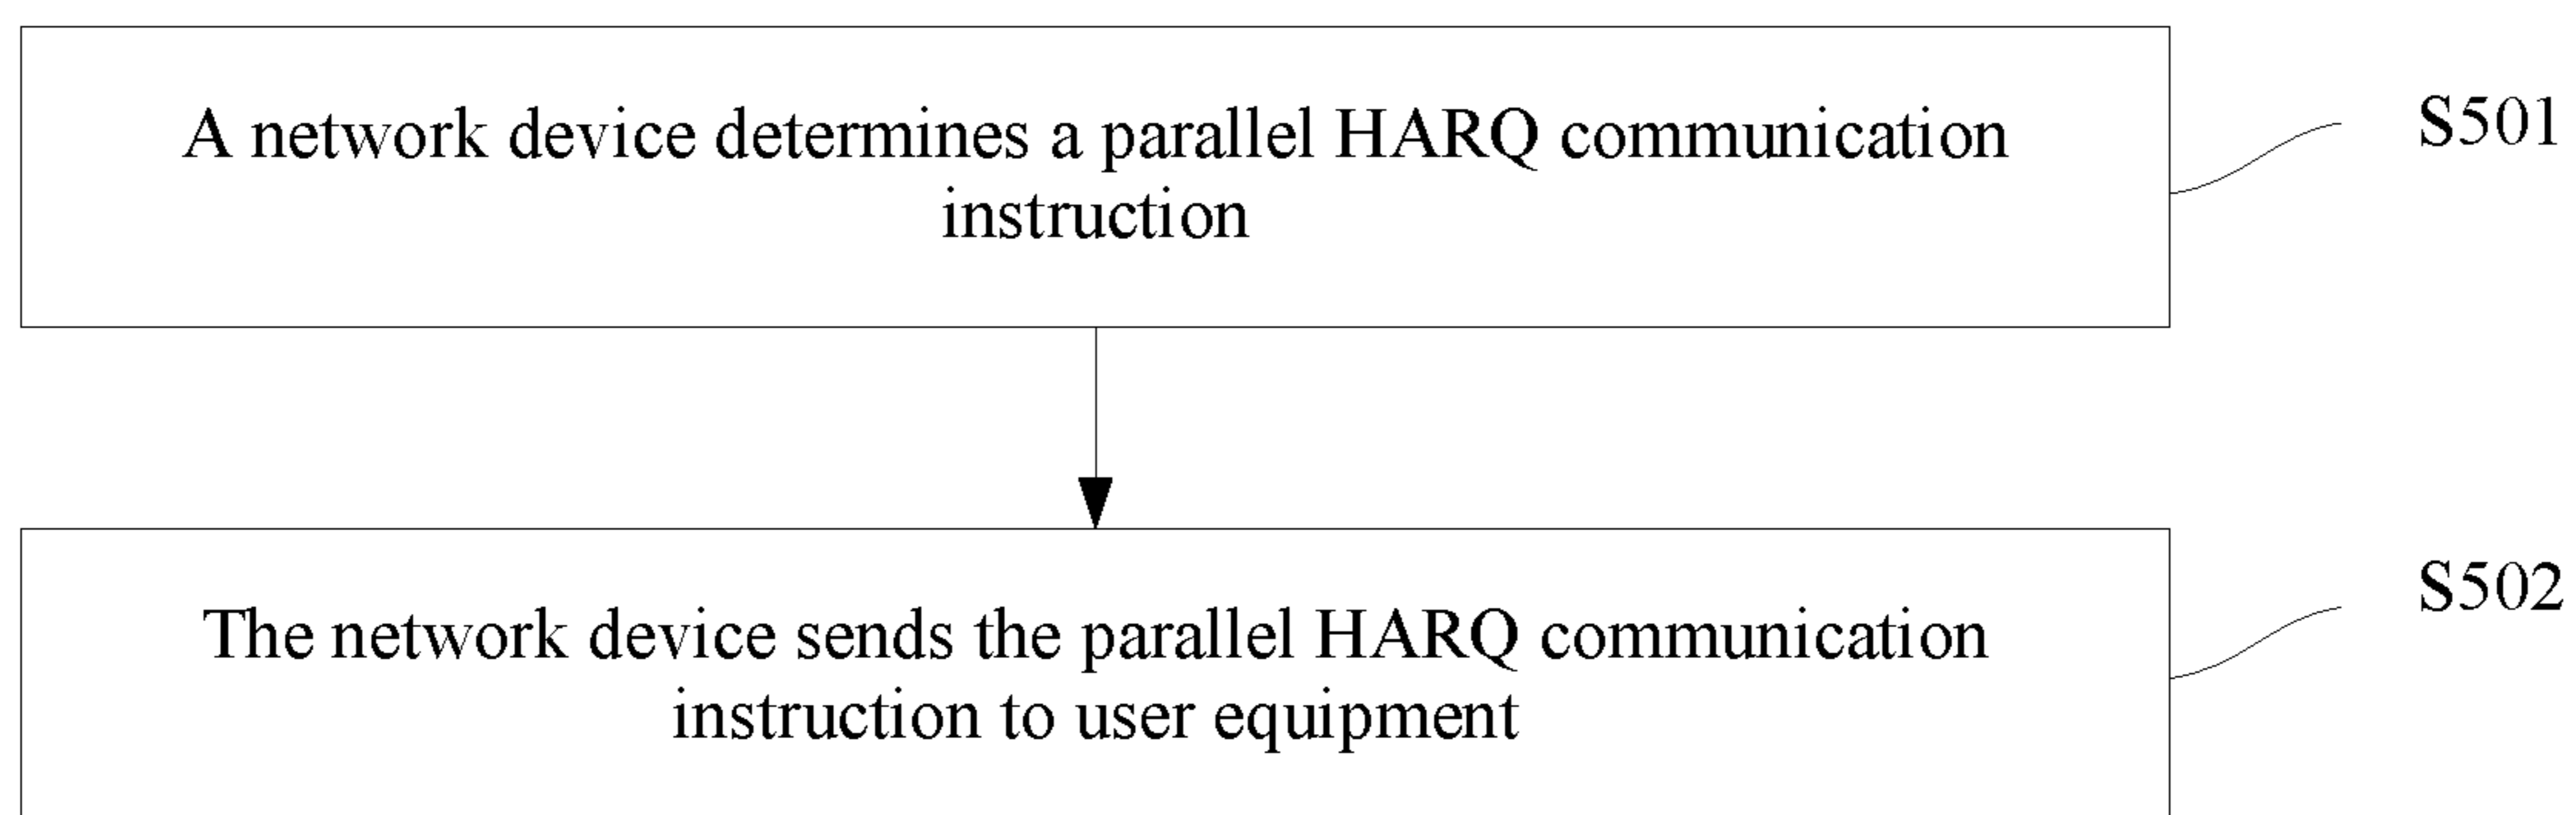 A network device determines a parallel HARQ communication
instruction
S501
The network device sends the parallel HARQ communication
instruction to user equipment
S502